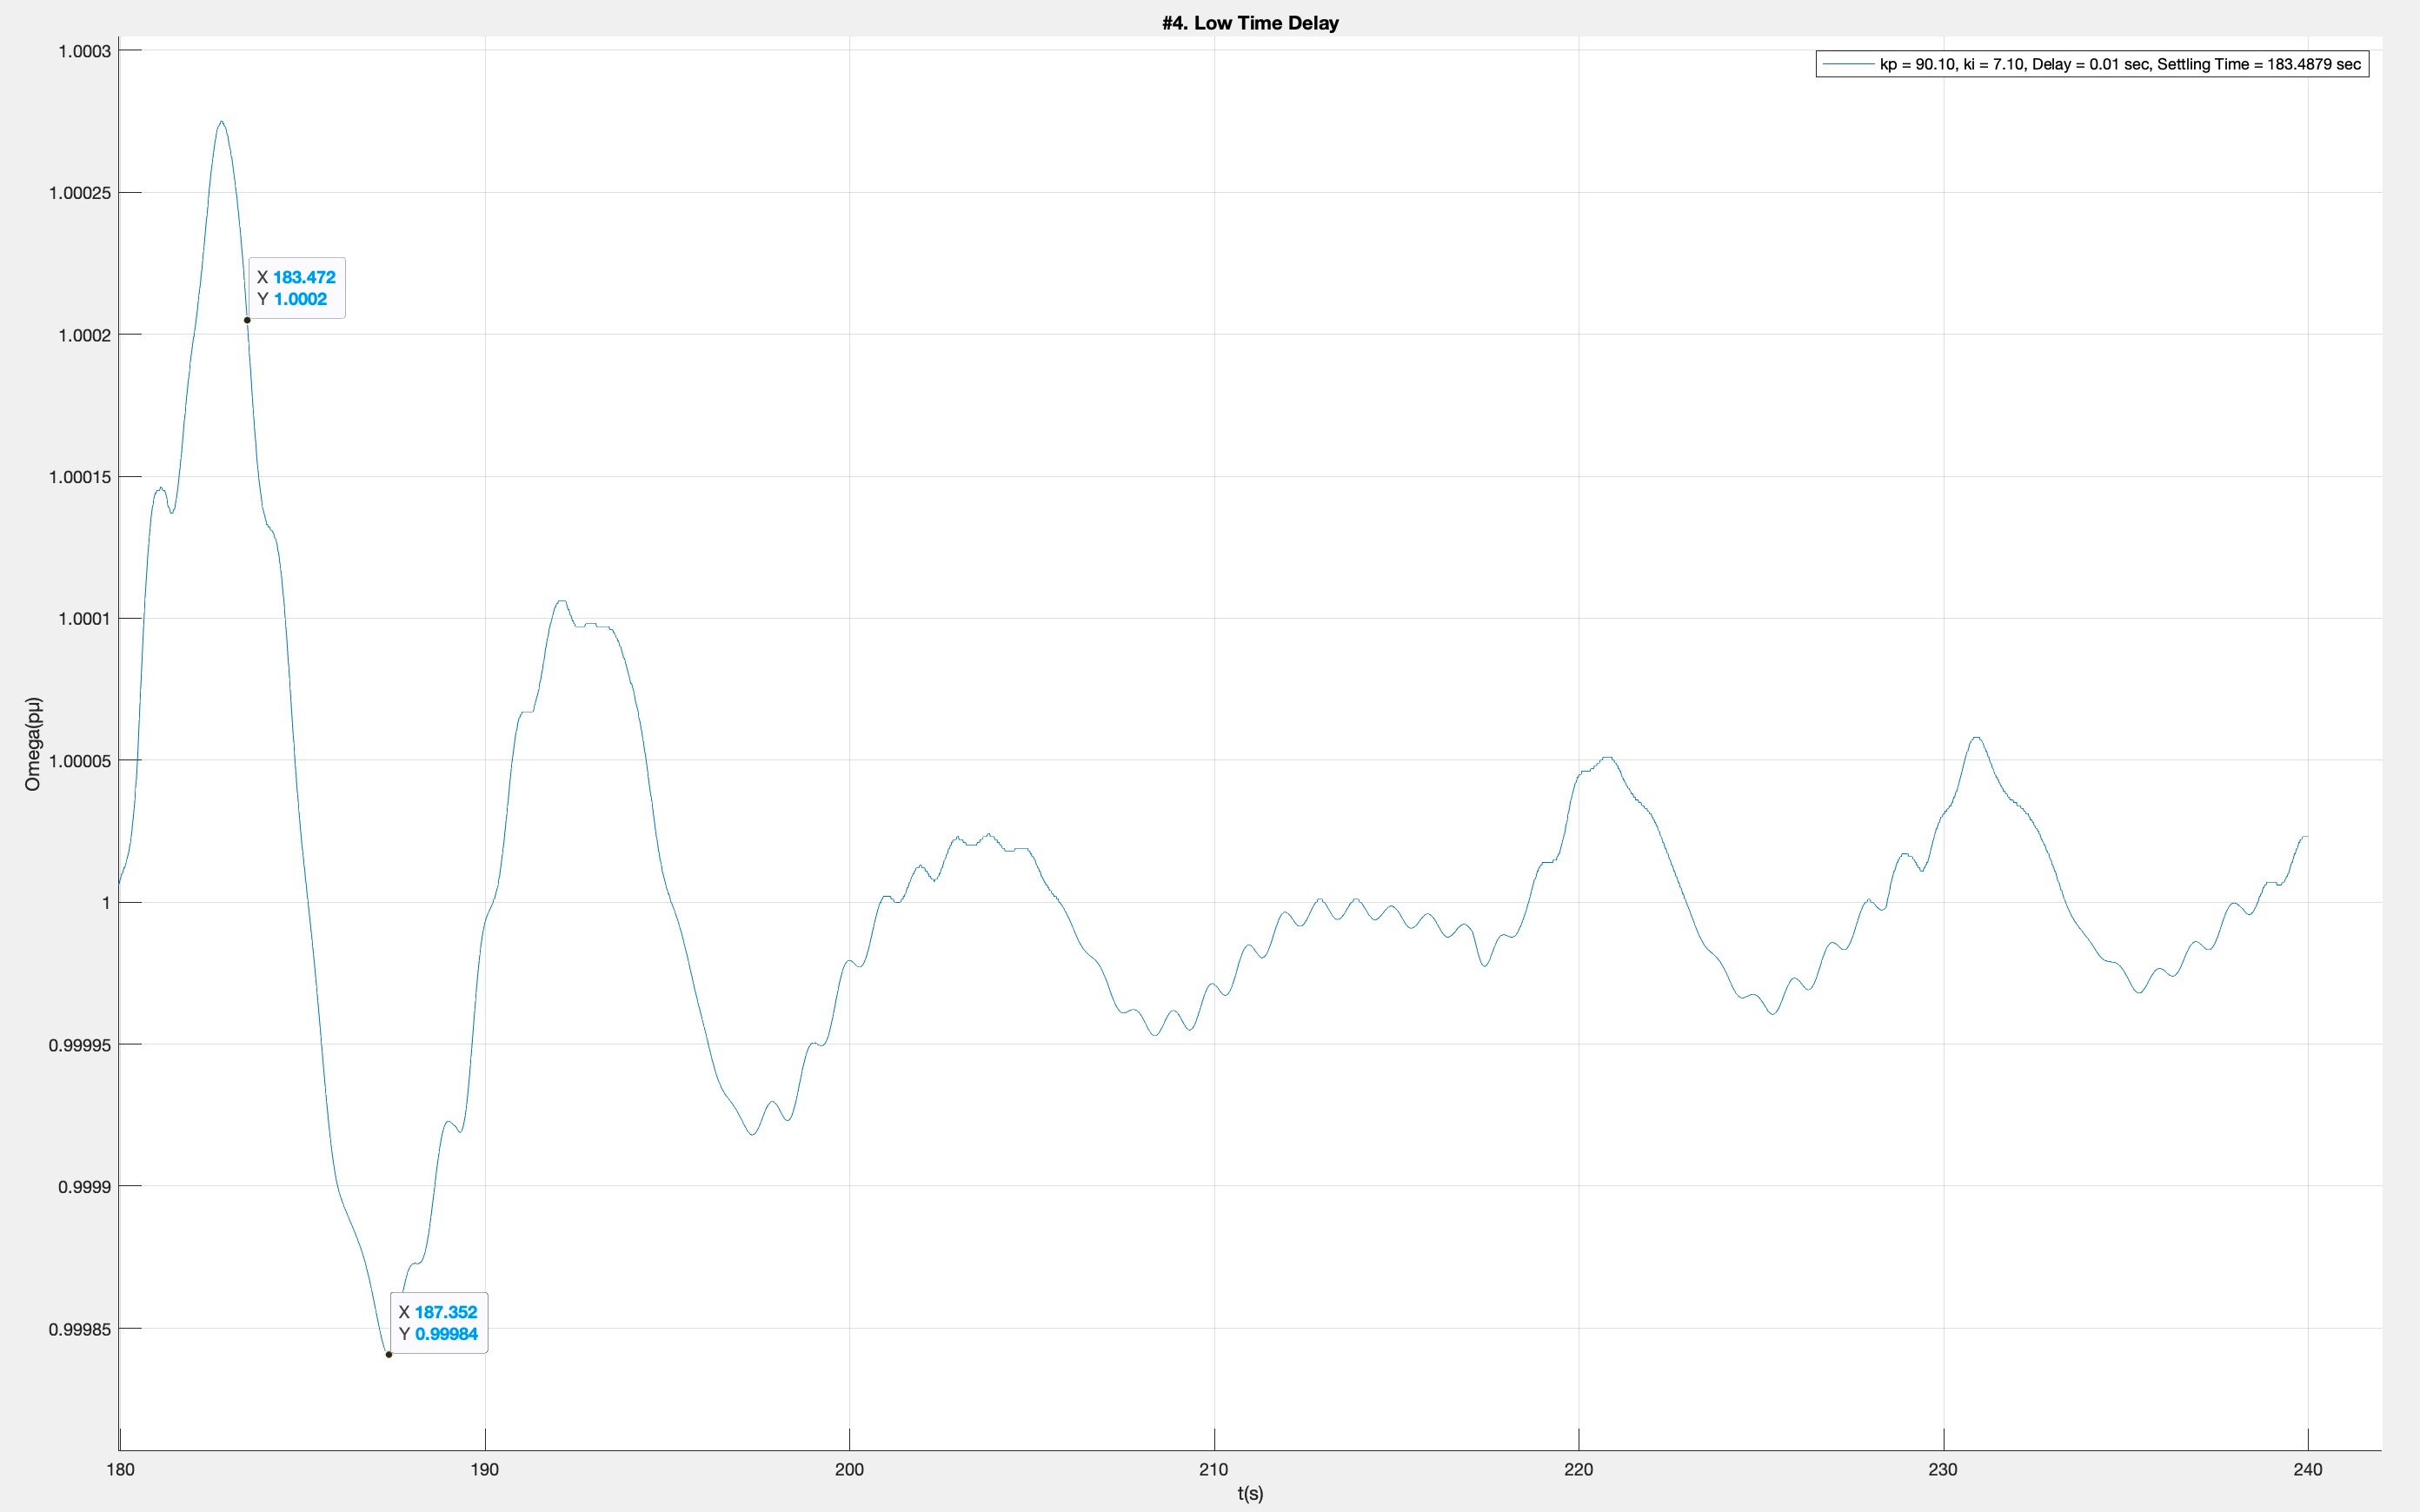 #4. Low Time Delay
kp = 90.10, ki = 7.10, Delay = 0.01 sec, Settling Time = 183.4879 sec
1.0003
1.00025
1.0002
1.00015
1.0001
1.00005
1
0.99995
0.9999
0.99985
Omega(pμ)
X 183.472
Y 1.0002
X 187.352
Y 0.99984
180 190 200 210 220 230 240
t(s)